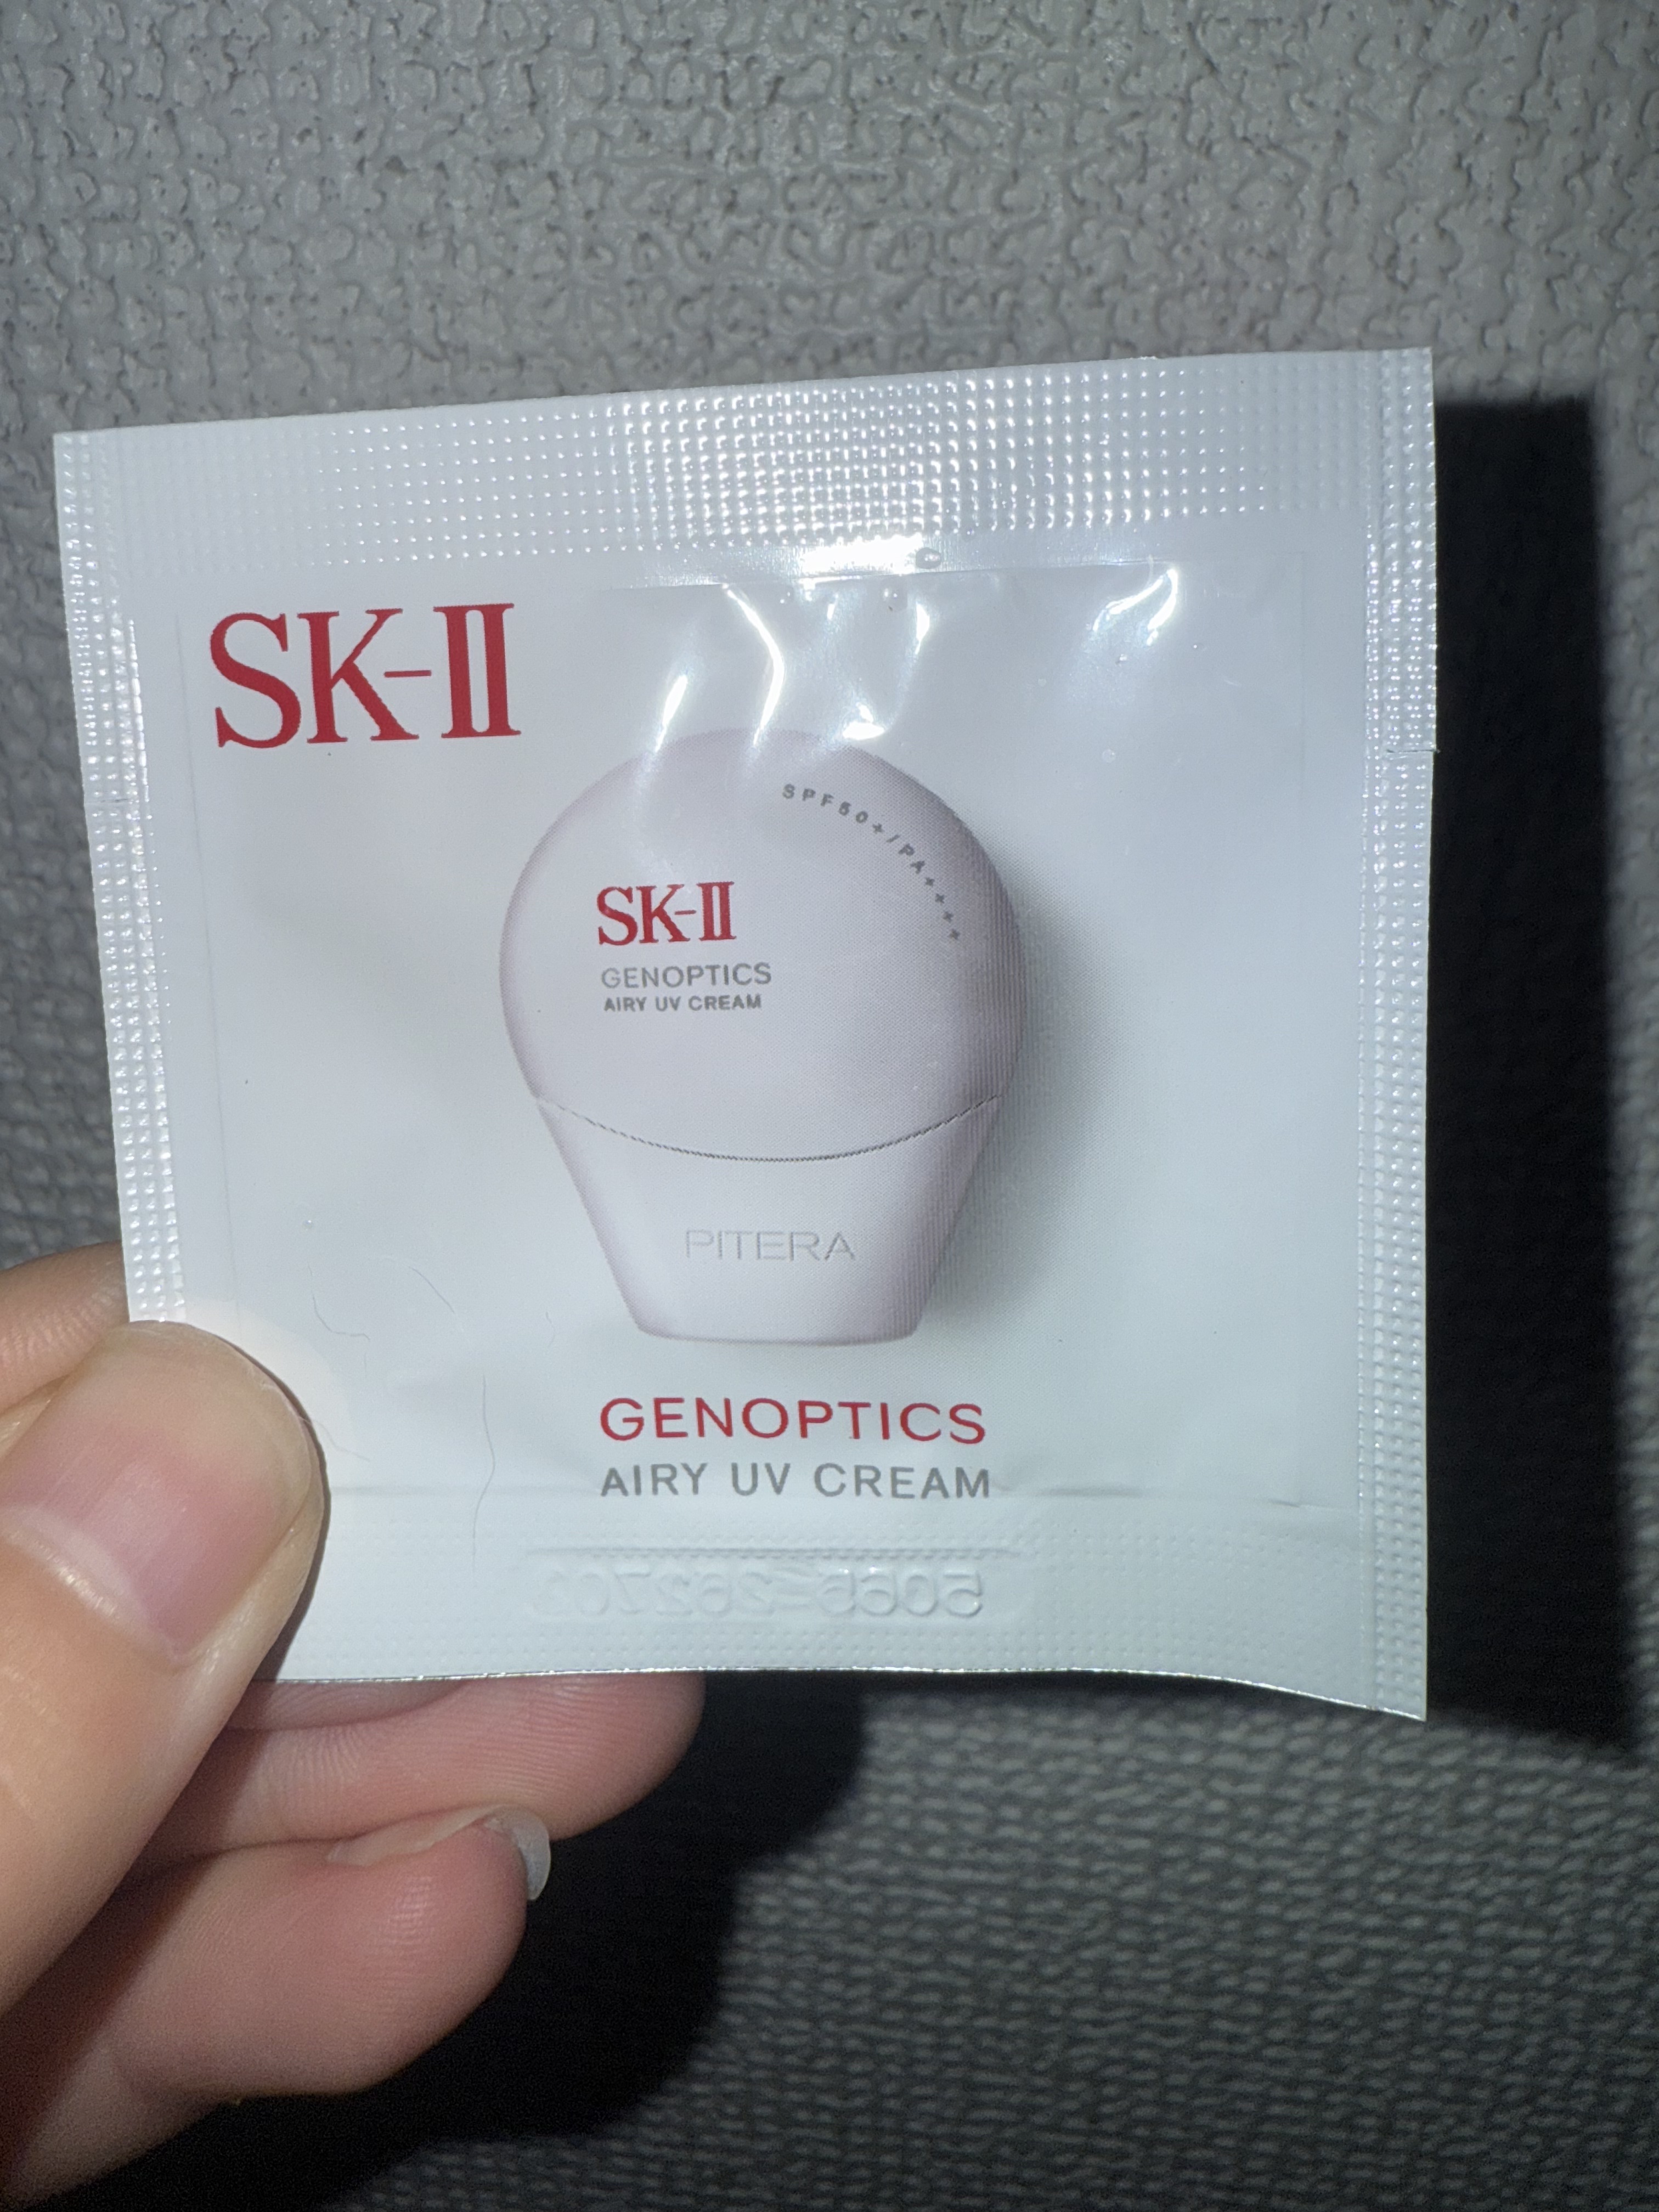 SK-II
SPF50+/PA++++
SK-II
GENOPTICS
AIRY UV CREAM
PITERA
GENOPTICS
AIRY UV CREAM